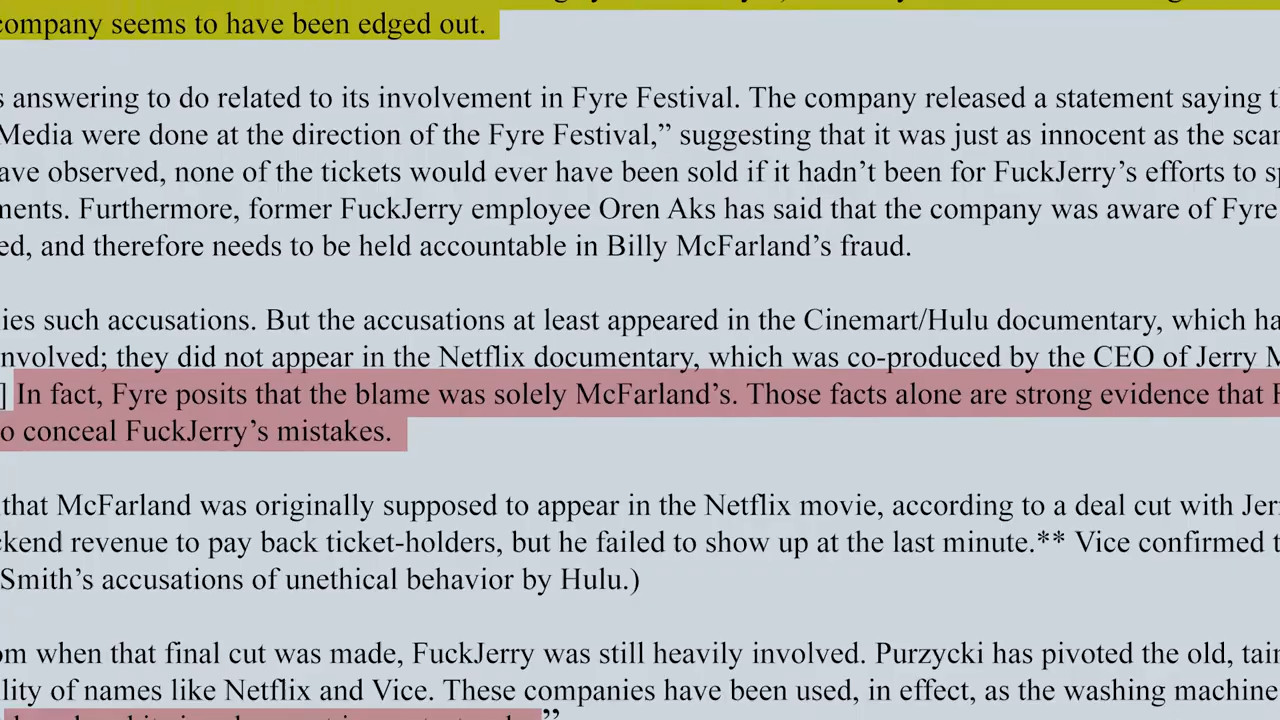 company seems to have been edged out.
s answering to do related to its involvement in Fyre Festival. The company released a statement saying t
Media were done at the direction of the Fyre Festival,” suggesting that it was just as innocent as the scam
ave observed, none of the tickets would ever have been sold if it hadn’t been for FuckJerry’s efforts to sp
ments. Furthermore, former FuckJerry employee Oren Aks has said that the company was aware of Fyre
ed, and therefore needs to be held accountable in Billy McFarland’s fraud.
ies such accusations. But the accusations at least appeared in the Cinemart/Hulu documentary, which ha
nvolved; they did not appear in the Netflix documentary, which was co-produced by the CEO of Jerry M
] In fact, Fyre posits that the blame was solely McFarland’s. Those facts alone are strong evidence that F
o conceal FuckJerry’s mistakes.
that McFarland was originally supposed to appear in the Netflix movie, according to a deal cut with Jer
ckend revenue to pay back ticket-holders, but he failed to show up at the last minute.** Vice confirmed t
Smith’s accusations of unethical behavior by Hulu.)
om when that final cut was made, FuckJerry was still heavily involved. Purzycki has pivoted the old, tain
lity of names like Netflix and Vice. These companies have been used, in effect, as the washing machine